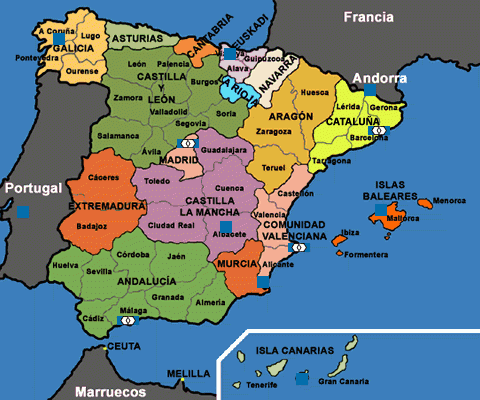 Francia
A Coruña
Lugo
GALICIA
Pontevedra
Ourense
ASTURIAS
CANTABRIA
EUSKADI
Guipúzcoa
Alava
NAVARRA
LA RIOJA
Andorra
León
Palencia
Burgos
CASTILLA
Y
LEÓN
Zamora
Valladolid
Soria
Segovia
Salamanca
Ávila
Huesca
ARAGÓN
Zaragoza
Teruel
Lérida
Gerona
CATALUÑA
Barcelona
Tarragona
MADRID
Guadalajara
Portugal
Cáceres
EXTREMADURA
Badajoz
Toledo
Cuenca
CASTILLA
LA MANCHA
Ciudad Real
Albacete
Castellón
Valencia
COMUNIDAD
VALENCIANA
Alicante
ISLAS
BALEARES
Menorca
Mallorca
Ibiza
Formentera
MURCIA
Huelva
Sevilla
Córdoba
Jaén
ANDALUCÍA
Granada
Almeria
Cádiz
Málaga
CEUTA
MELILLA
Marruecos
ISLA CANARIAS
Tenerife
Gran Canaria